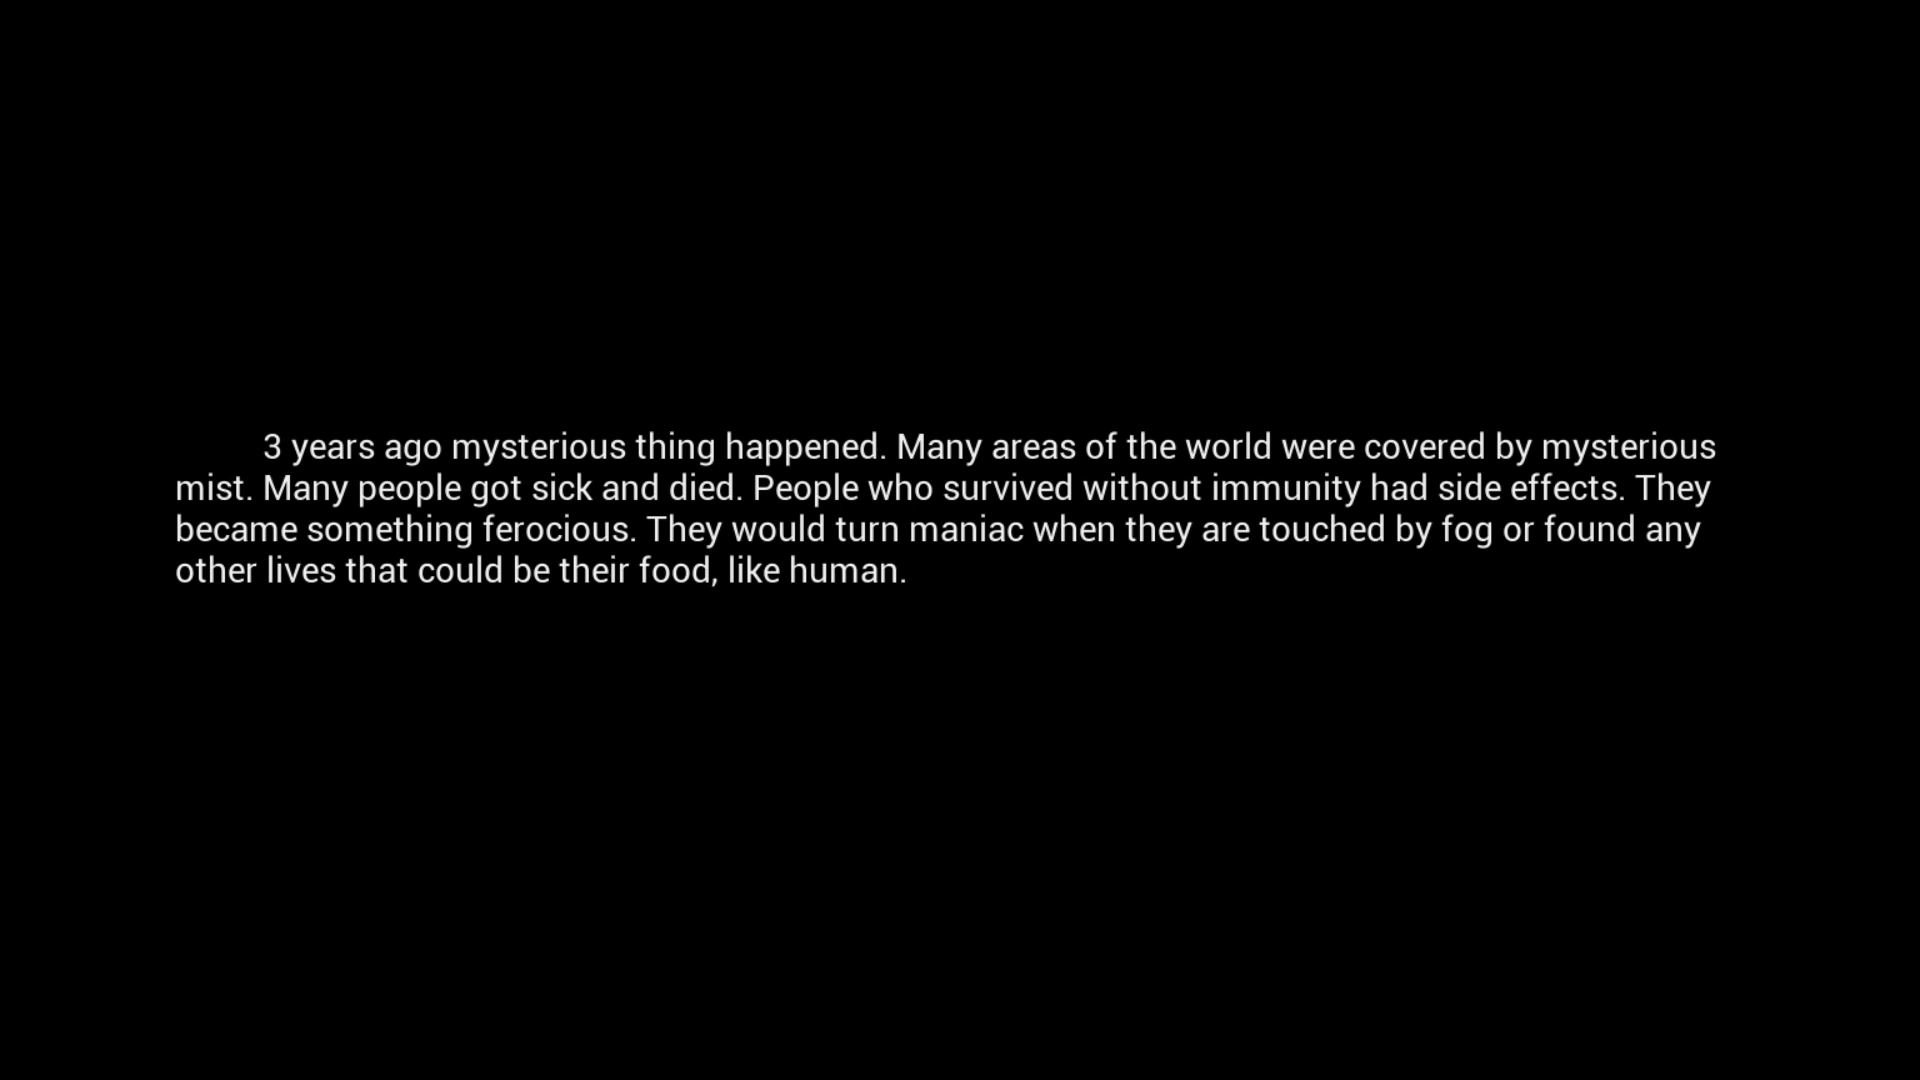 3 years ago mysterious thing happened. Many areas of the world were covered by mysterious
mist. Many people got sick and died. People who survived without immunity had side effects. They
became something ferocious. They would turn maniac when they are touched by fog or found any
other lives that could be their food, like human.